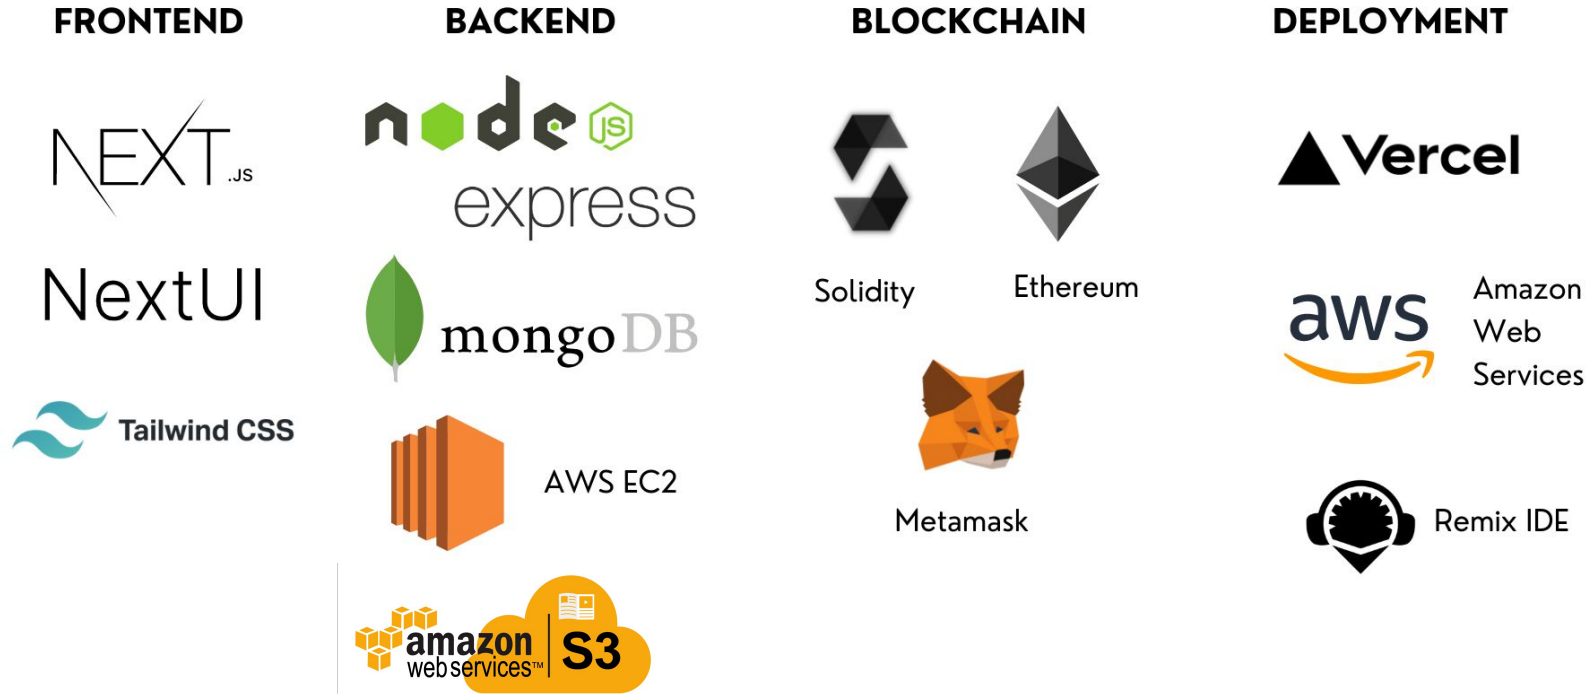 FRONTEND
BACKEND
BLOCKCHAIN
DEPLOYMENT
NEXT.JS
NextUI
Tailwind CSS
node JS
express
mongoDB
AWS EC2
amazon
web services™
S3
Solidity
Ethereum
Metamask
Vercel
aws
Amazon
Web
Services
Remix IDE